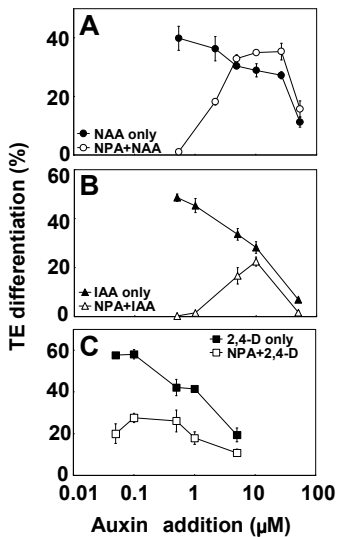 A
60
40
20
0
NAA only
NPA+NAA
B
60
40
20
0
IAA only
NPA+IAA
C
60
40
20
0
2,4-D only
NPA+2,4-D
0.01 0.1 1 10 100
TE differentiation (%)
Auxin addition (µM)